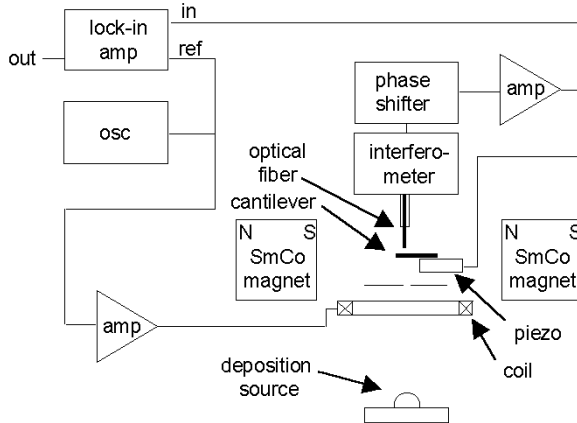 in
lock-in
amp
out
ref
osc
phase
shifter
amp
interfero-
meter
optical
fiber
cantilever
N S
SmCo
magnet
N S
SmCo
magnet
amp
piezo
coil
deposition
source